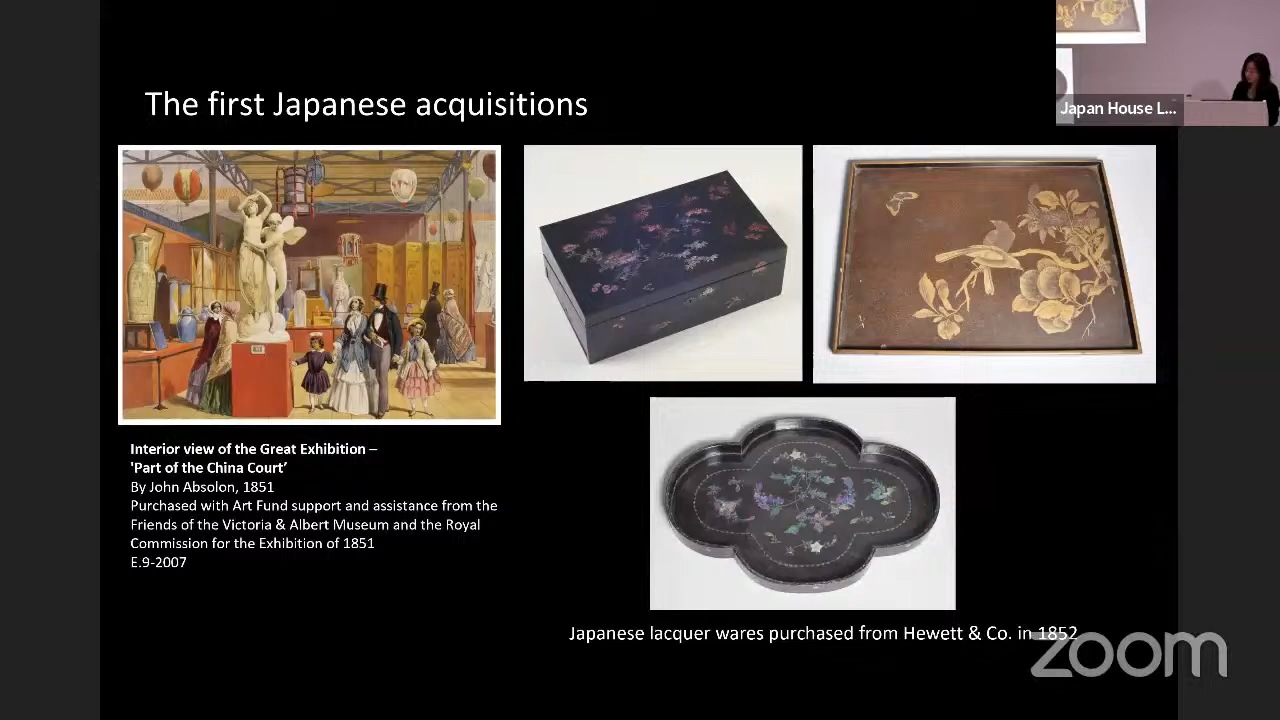 The first Japanese acquisitions
Japan House L...
Interior view of the Great Exhibition –
'Part of the China Court'
By John Absolon, 1851
Purchased with Art Fund support and assistance from the
Friends of the Victoria & Albert Museum and the Royal
Commission for the Exhibition of 1851
E.9-2007
Japanese lacquer wares purchased from Hewett & Co. in 1852
zoom